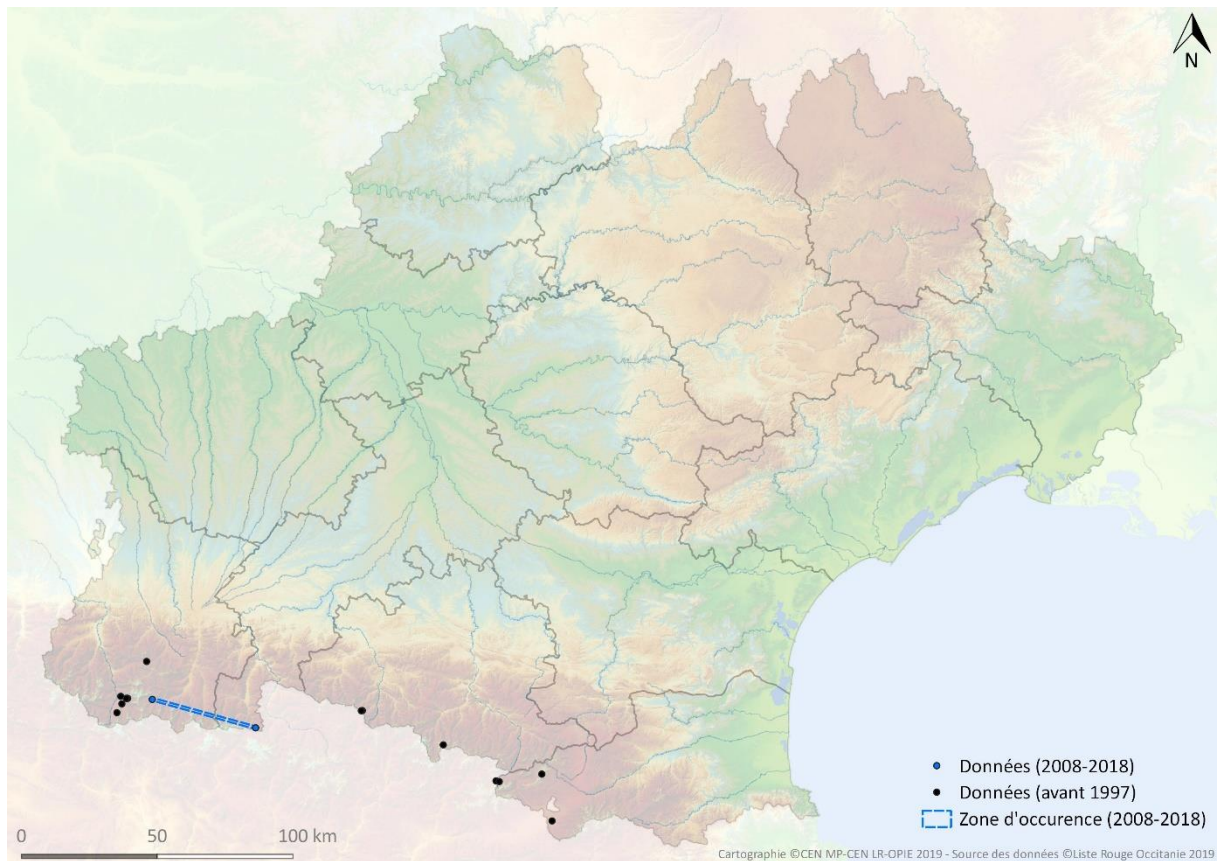 N
Données (2008-2018)
Données (avant 1997)
Zone d'occurence (2008-2018)
0 50 100 km
Cartographie ©CEN MP-CEN LR-OPIE 2019 - Source des données ©Liste Rouge Occitanie 2019